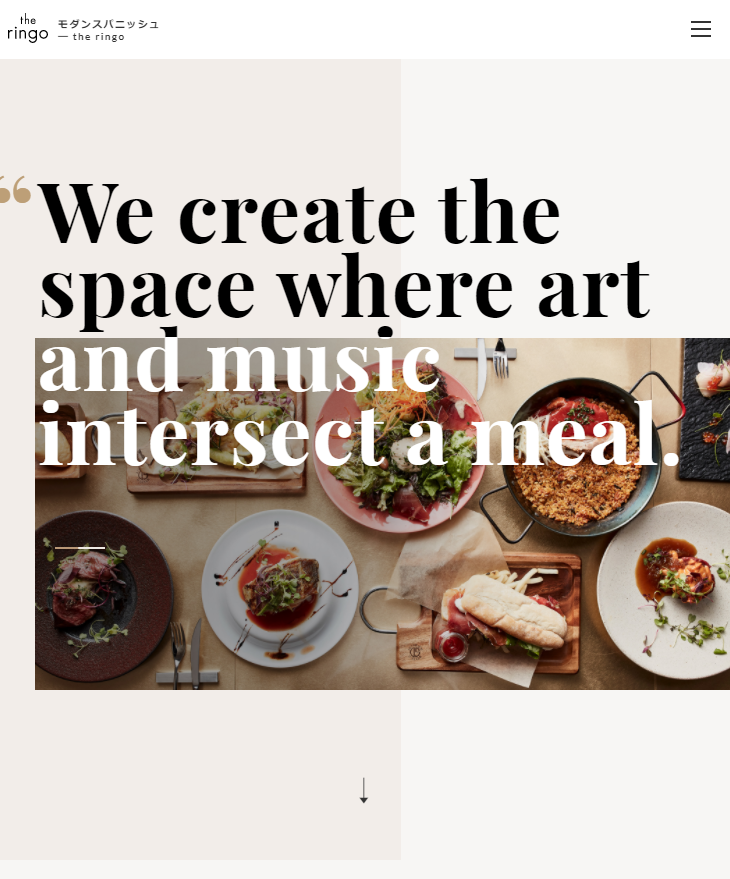 the
ringo
モダンスパニッシュ
— the ringo
“We create the
space where art
and music
intersect a meal.